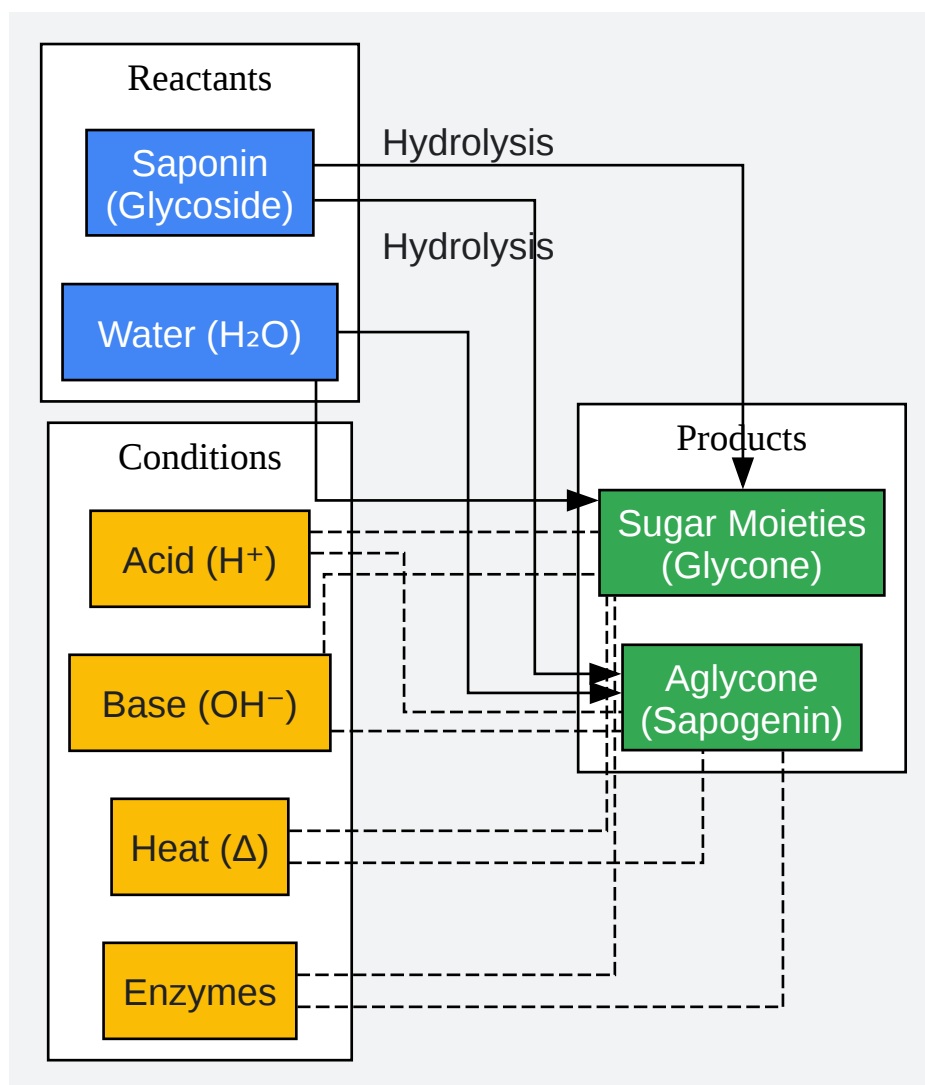 Reactants
Saponin
(Glycoside)
Hydrolysis
Hydrolysis
Water (H₂O)
Conditions
Acid (H⁺)
Base (OH⁻)
Heat (Δ)
Enzymes
Products
Sugar Moieties
(Glycone)
Aglycone
(Sapogenin)